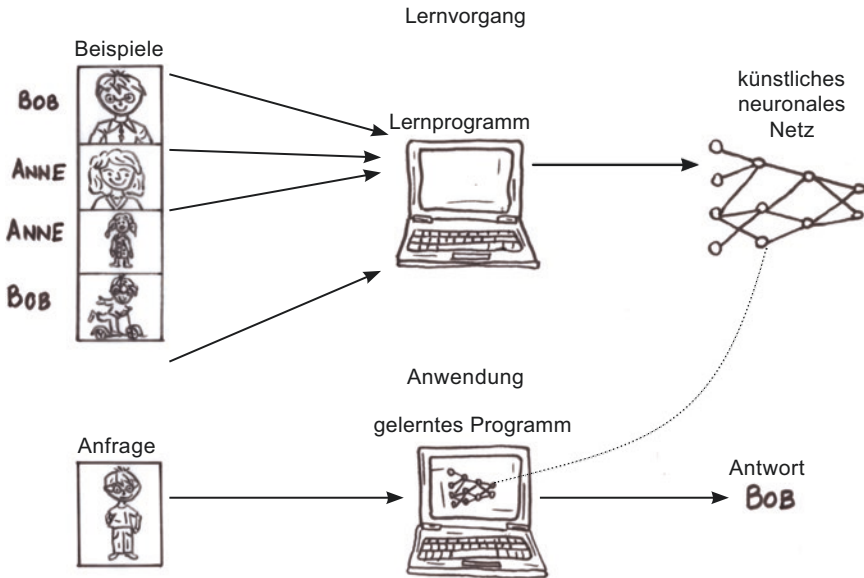 Lernvorgang
Beispiele
BOB
ANNE
ANNE
BOB
Lernprogramm
künstliches
neuronales
Netz
Anwendung
Anfrage
gelerntes Programm
Antwort
BOB